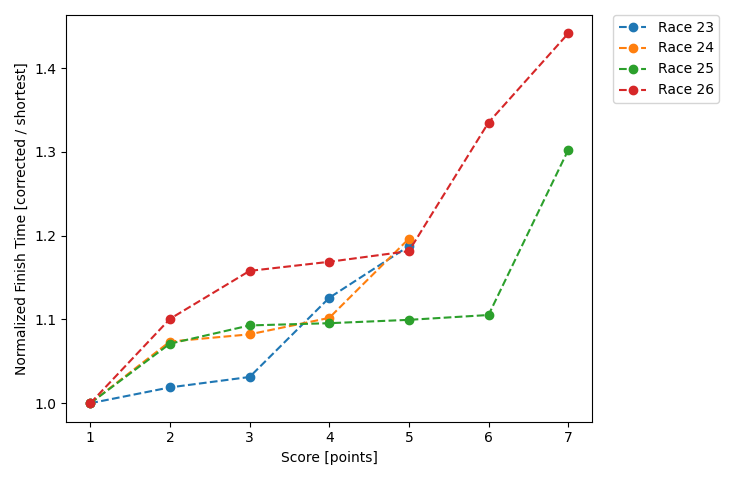 Normalized Finish Time [corrected / shortest]
1.4
1.3
1.2
1.1
1.0
1 2 3 4 5 6 7
Score [points]
Race 23
Race 24
Race 25
Race 26